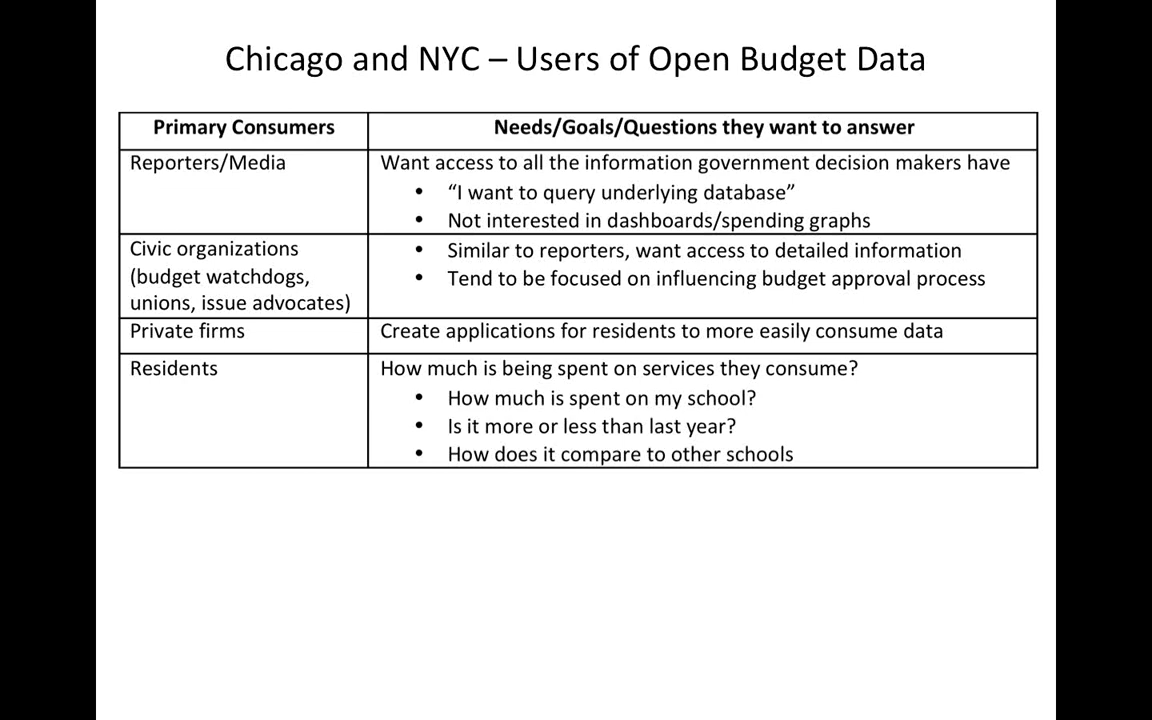 Chicago and NYC – Users of Open Budget Data
Primary Consumers
Needs/Goals/Questions they want to answer
Reporters/Media
Want access to all the information government decision makers have
• “I want to query underlying database”
• Not interested in dashboards/spending graphs
Civic organizations
(budget watchdogs,
unions, issue advocates)
• Similar to reporters, want access to detailed information
• Tend to be focused on influencing budget approval process
Private firms
Create applications for residents to more easily consume data
Residents
How much is being spent on services they consume?
• How much is spent on my school?
• Is it more or less than last year?
• How does it compare to other schools